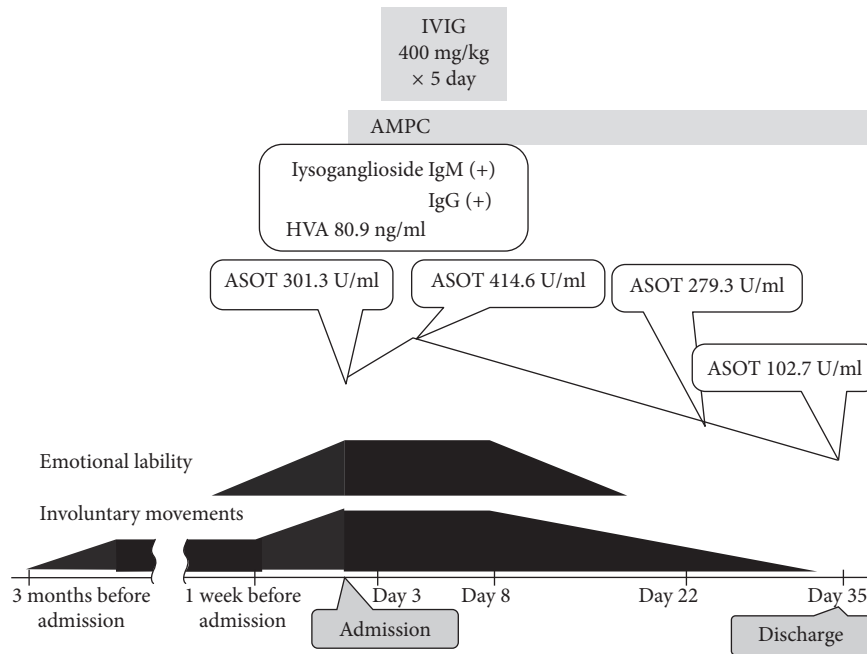 IVIG
400 mg/kg
× 5 day
AMPC
Iysoganglioside IgM (+)
IgG (+)
HVA 80.9 ng/ml
ASOT 301.3 U/ml
ASOT 414.6 U/ml
ASOT 279.3 U/ml
ASOT 102.7 U/ml
Emotional lability
Involuntary movements
3 months before
admission
1 week before
admission
Day 3
Day 8
Day 22
Day 35
Admission
Discharge